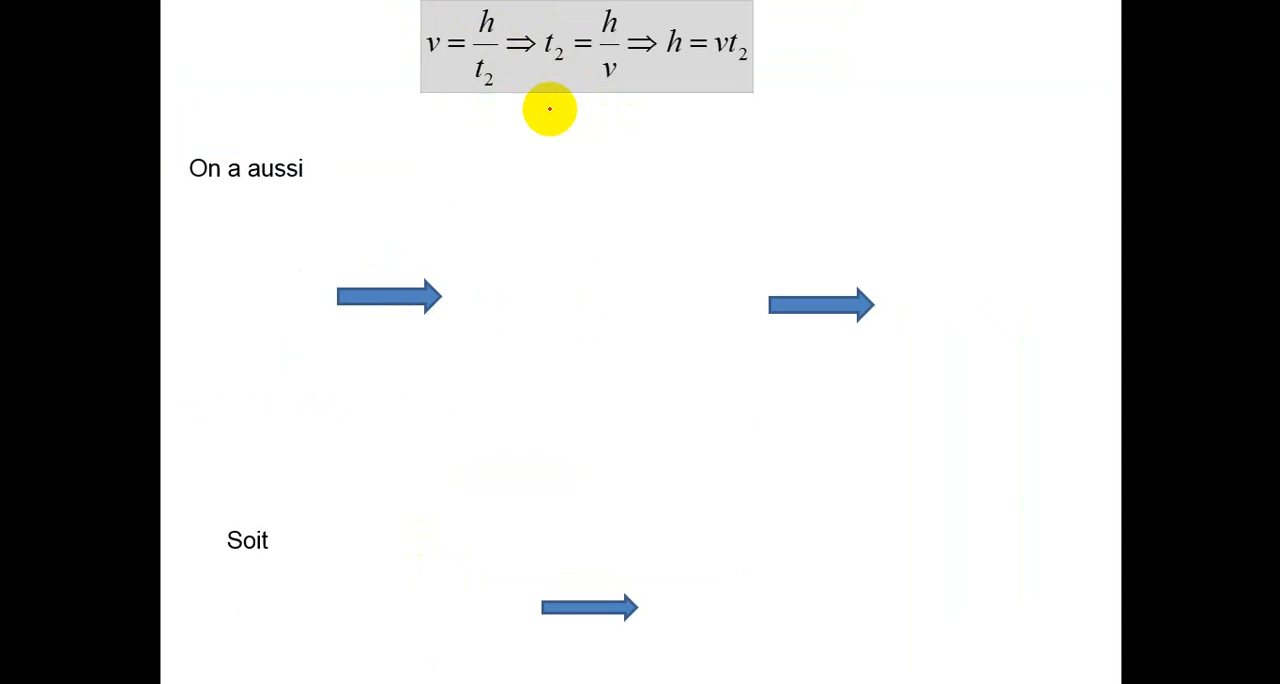 v = h/t₂ ⇒ t₂ = h/v ⇒ h = vt₂
On a aussi
Soit